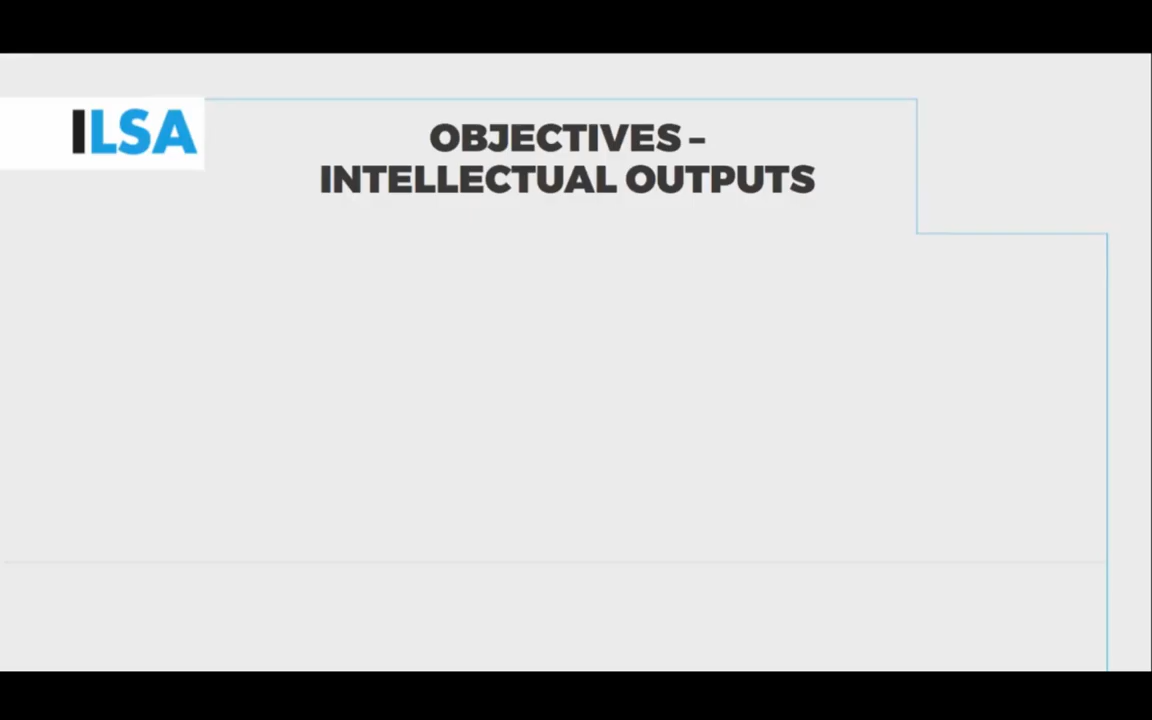 ILSA
OBJECTIVES –
INTELLECTUAL OUTPUTS